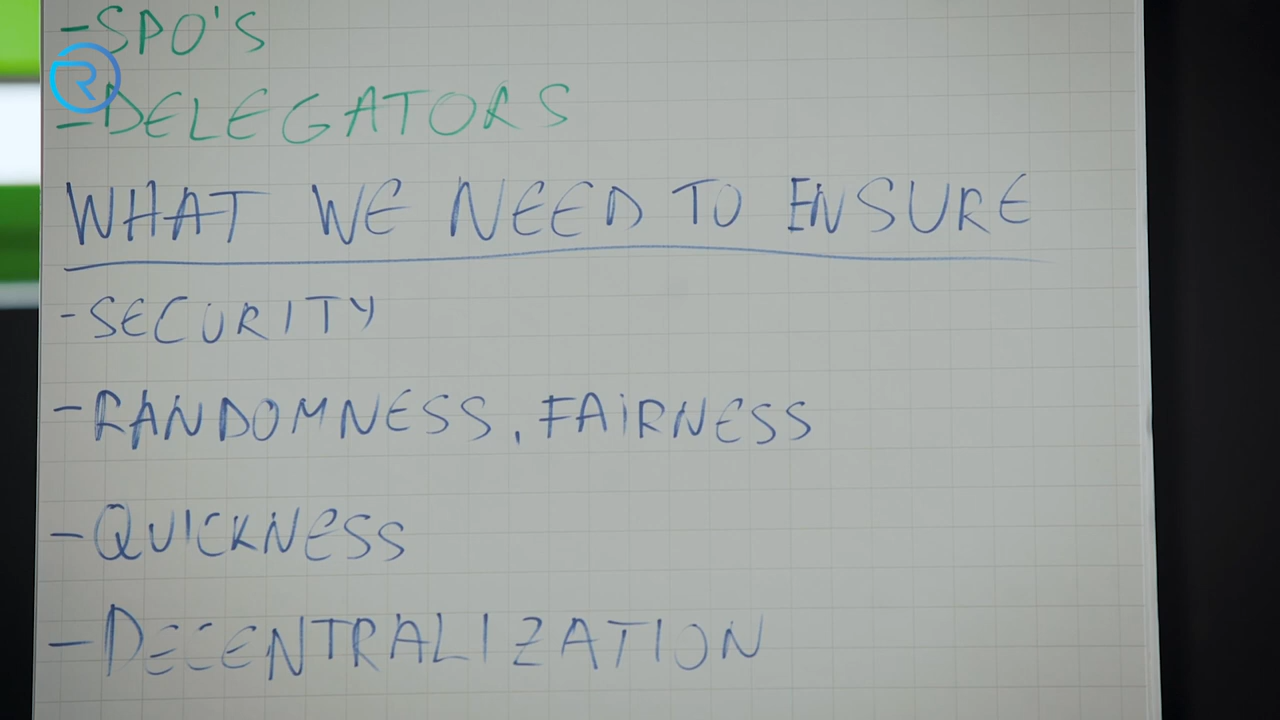 -SPO'S
-DELEGATORS
WHAT WE NEED TO ENSURE
-SECURITY
-RANDOMNESS, FAIRNESS
-QUICKNESS
-DECENTRALIZATION